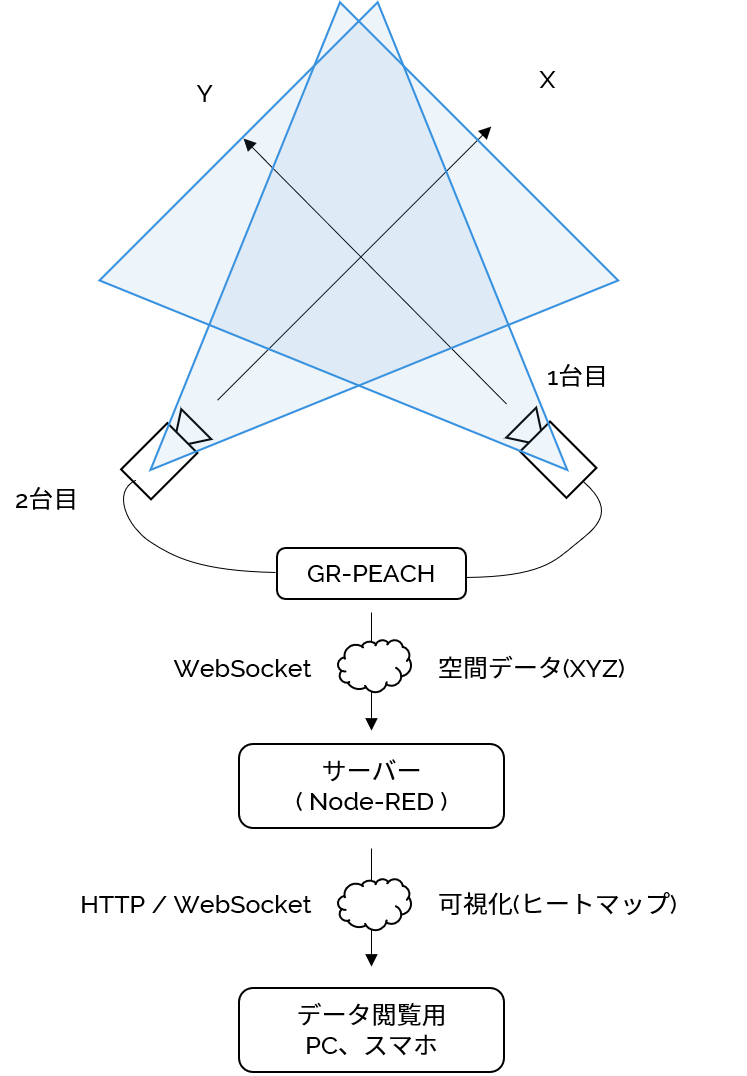 Y
X
1台目
2台目
GR-PEACH
WebSocket
空間データ(XYZ)
サーバー
( Node-RED )
HTTP / WebSocket
可視化(ヒートマップ)
データ閲覧用
PC、スマホ